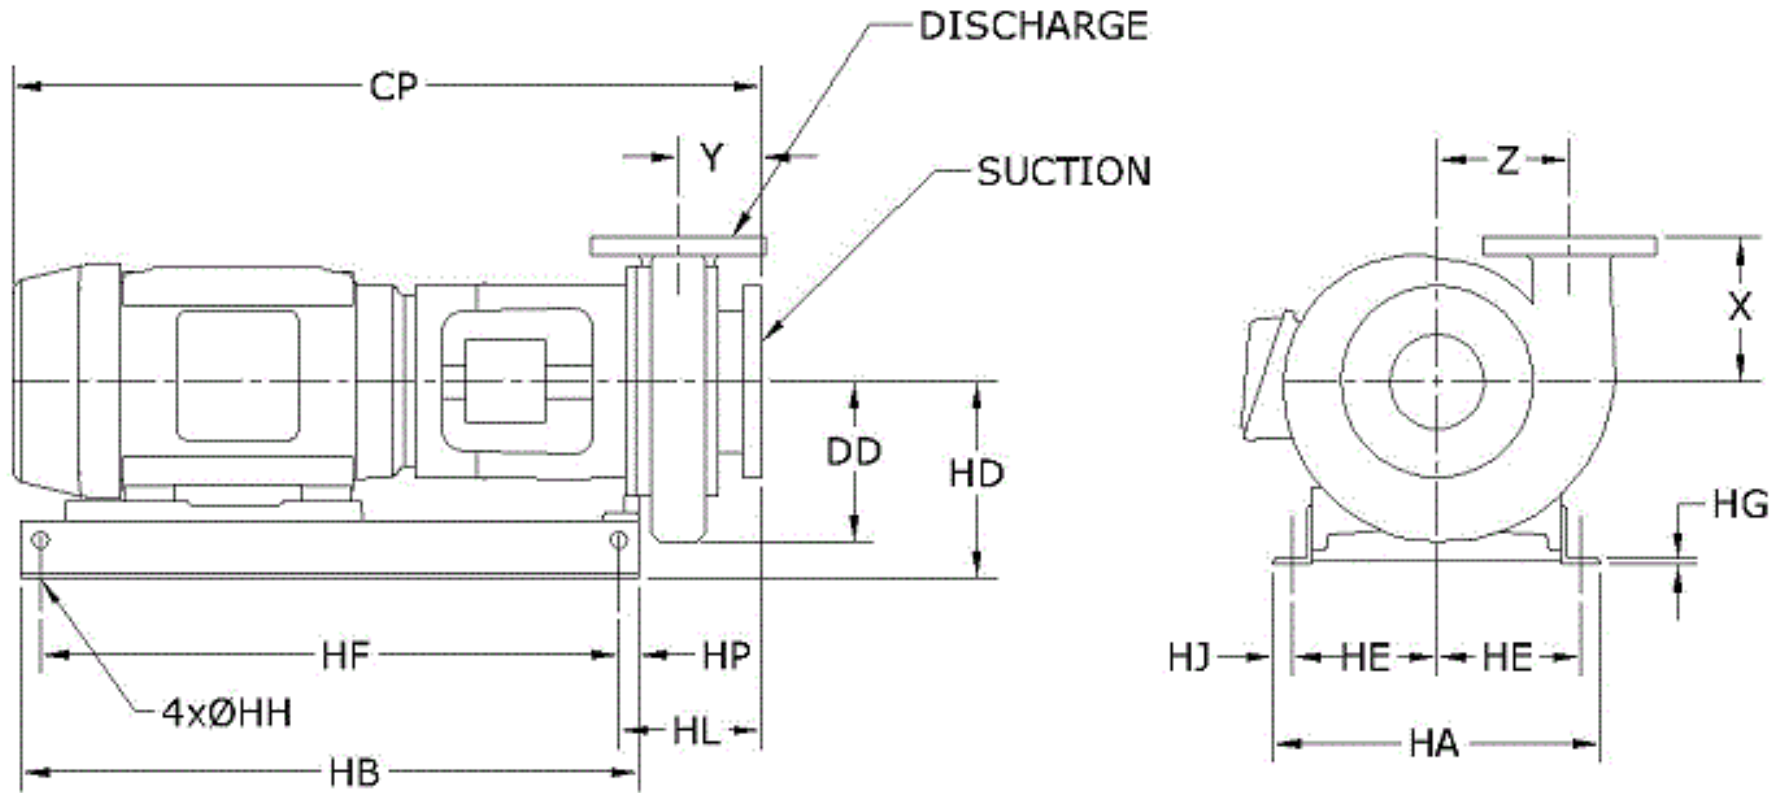 DISCHARGE
CP
Y
SUCTION
Z
X
DD
HD
HG
HF
HP
HJ
HE
HE
4xØHH
HL
HA
HB